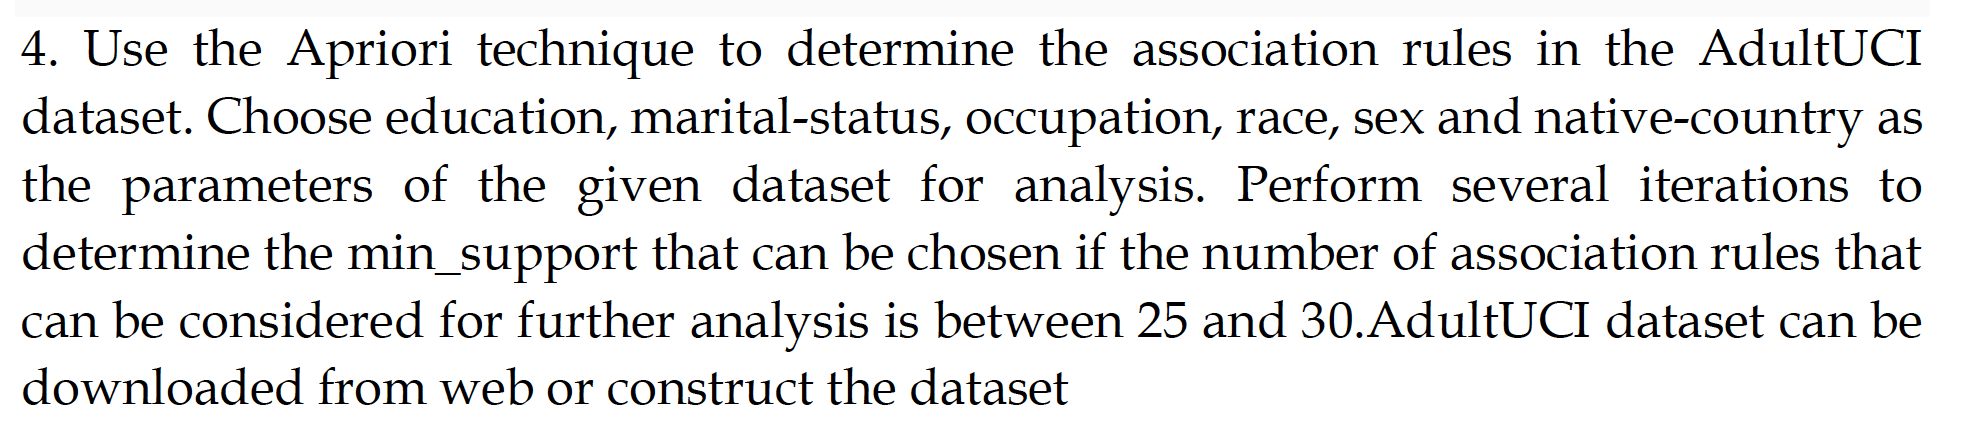 4. Use the Apriori technique to determine the association rules in the AdultUCI
dataset. Choose education, marital-status, occupation, race, sex and native-country as
the parameters of the given dataset for analysis. Perform several iterations to
determine the min_support that can be chosen if the number of association rules that
can be considered for further analysis is between 25 and 30.AdultUCI dataset can be
downloaded from web or construct the dataset